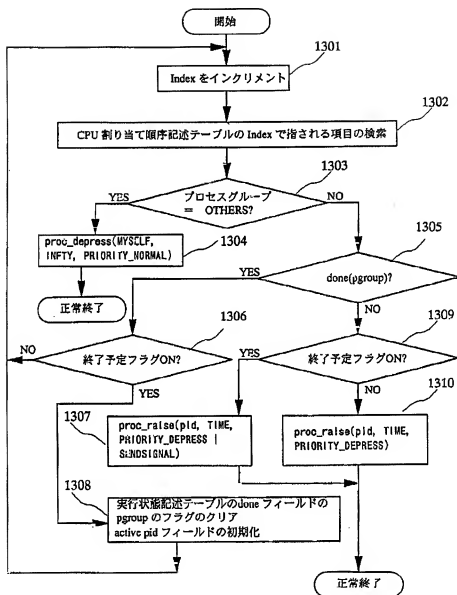 開始
1301
Index をインクリメント
1302
CPU 割り当て順序記述テーブルの Index で指される項目の検索
1303
YES
プロセスグループ
== OTHERS?
NO
proc_depress(MYSELF,
INFTY, PRIORITY_NORMAL)
1304
正常終了
1305
YES
done(pgroup)?
NO
1306
NO
終了予定フラグON?
YES
1309
YES
終了予定フラグON?
NO
1307
proc_raise(pid, TIME,
PRIORITY_DEPRESS |
SENDSIGNAL)
1310
proc_raise(pid, TIME,
PRIORITY_DEPRESS)
1308
実行状態記述テーブルのdone フィールドの
pgroup のフラグのクリア
active pid フィールドの初期化
正常終了